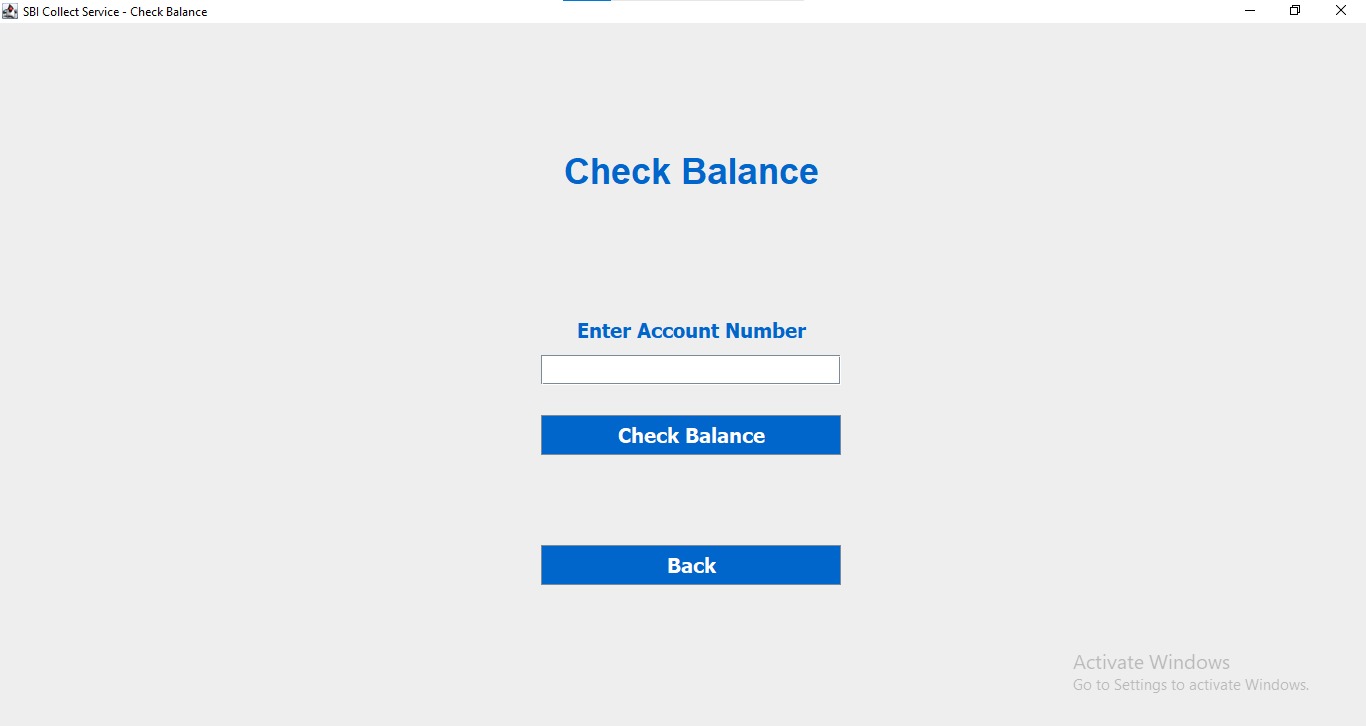 SBI Collect Service - Check Balance
Check Balance
Enter Account Number
Check Balance
Back
Activate Windows
Go to Settings to activate Windows.